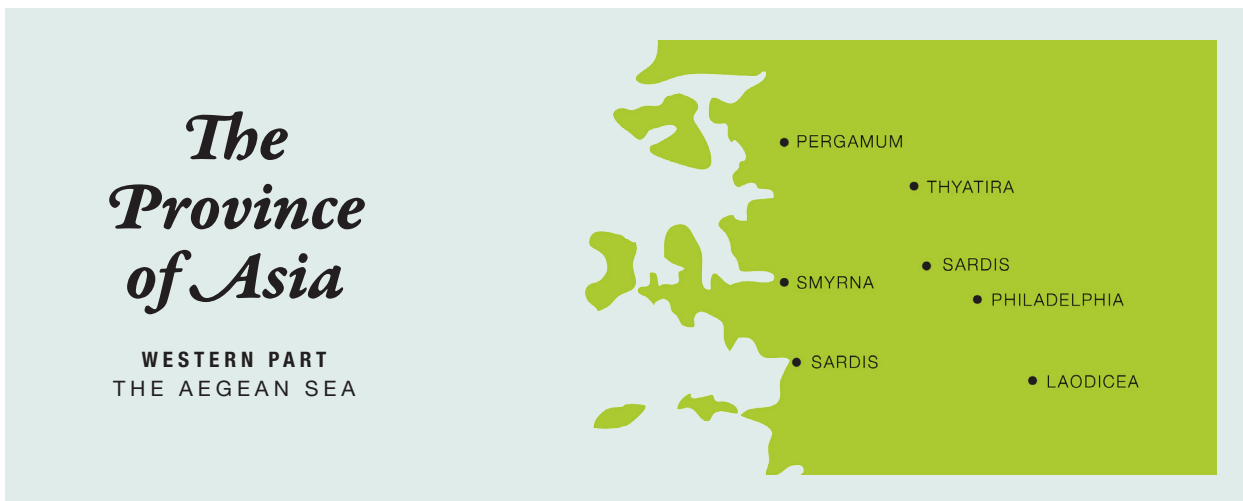 The
Province
of Asia
WESTERN PART
THE AEGEAN SEA
PERGAMUM
THYATIRA
SARDIS
SMYRNA
PHILADELPHIA
SARDIS
LAODICEA